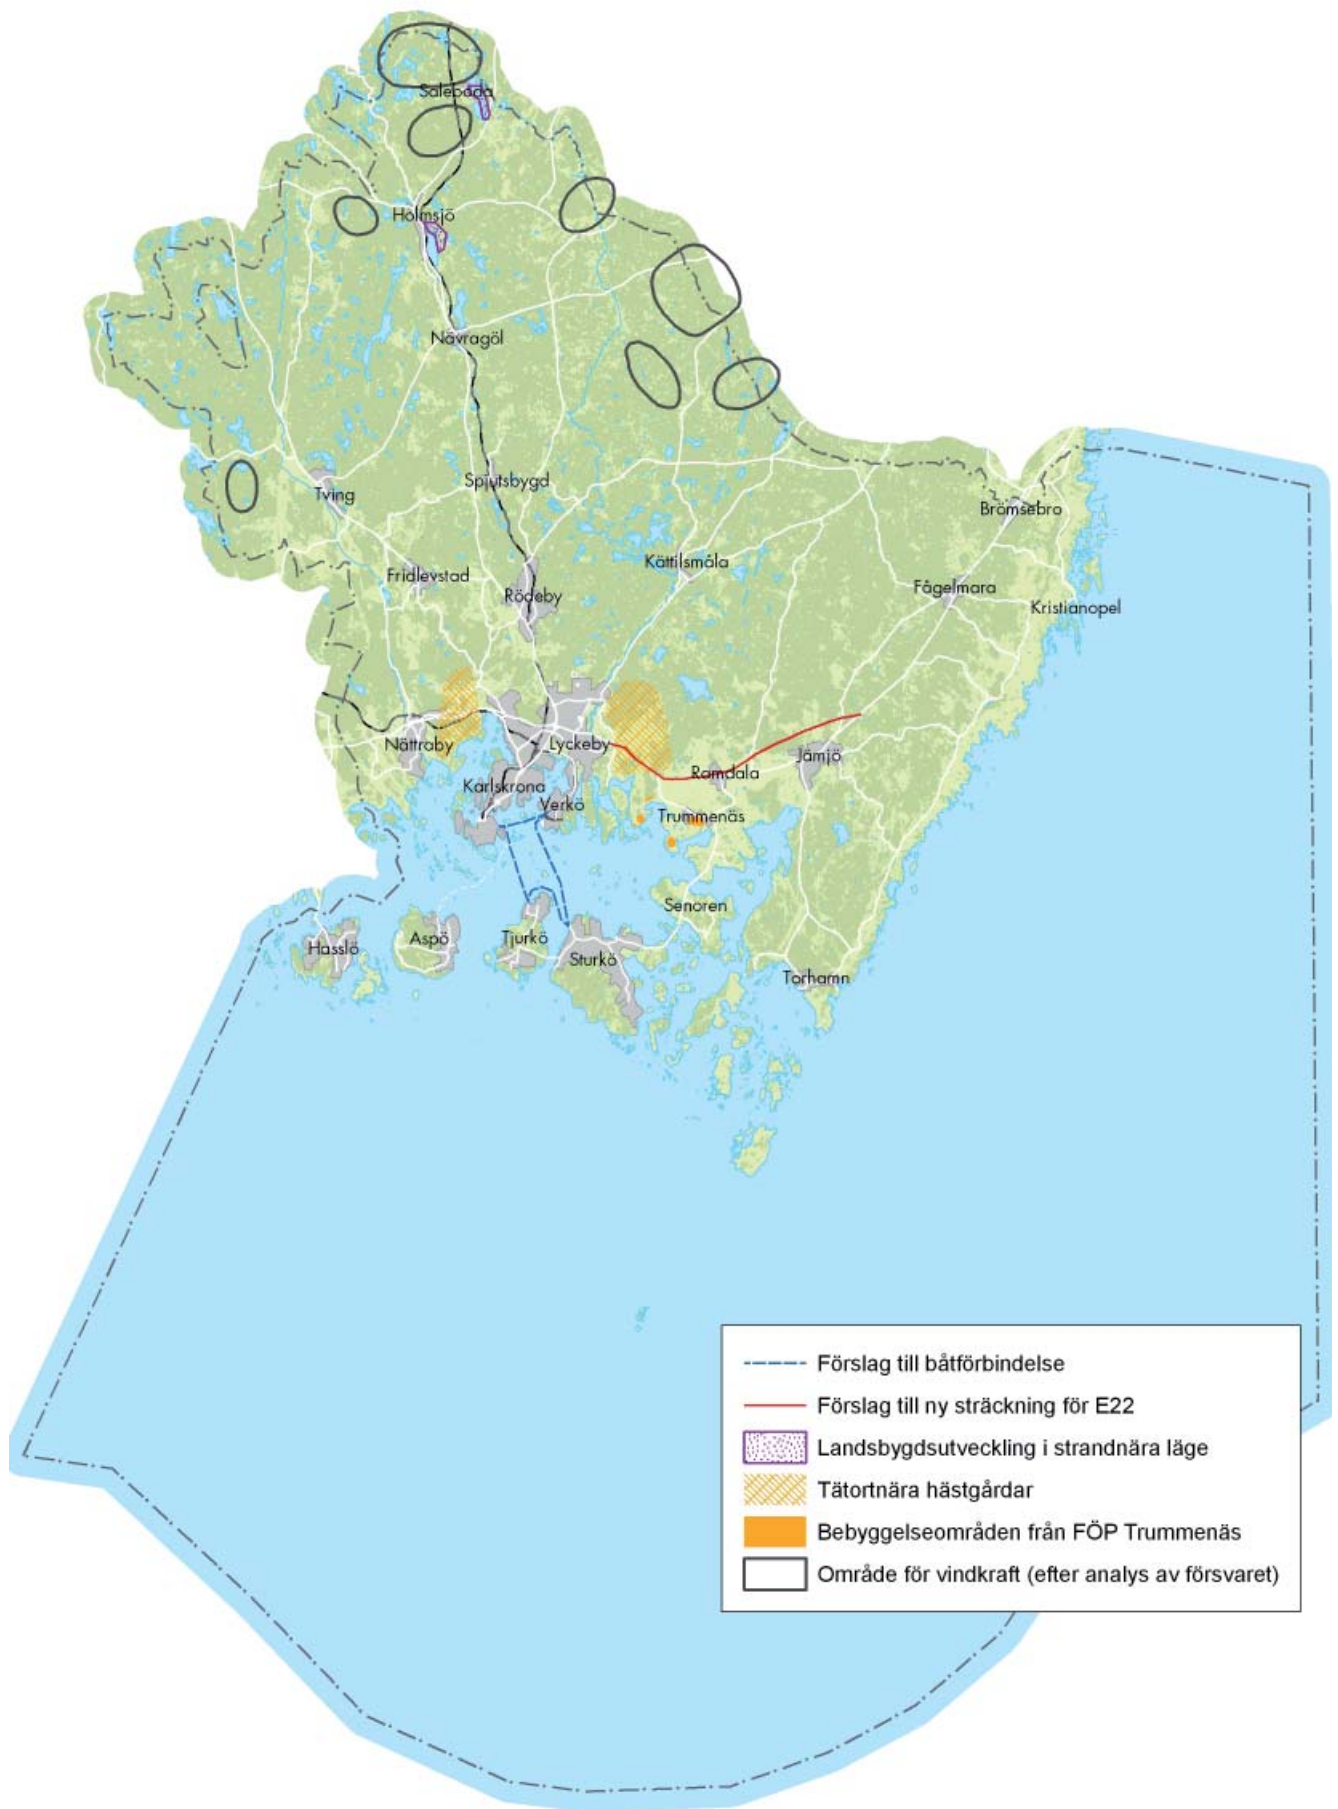 Saleboda
Holmsjö
Nävragöl
Spjutsbygd
Tving
Brömsebro
Kättilsmåla
Fridlevstad
Rödeby
Fågelmara
Kristianopel
Nättraby
Lyckeby
Jämjö
Ramdala
Karlskrona
Verkö
Trummenäs
Senoren
Hasslö
Aspö
Tjurkö
Sturkö
Torhamn
Förslag till båtförbindelse
Förslag till ny sträckning för E22
Landsbygdsutveckling i strandnära läge
Tätortnära hästgårdar
Bebyggelseområden från FÖP Trummenäs
Område för vindkraft (efter analys av försvaret)